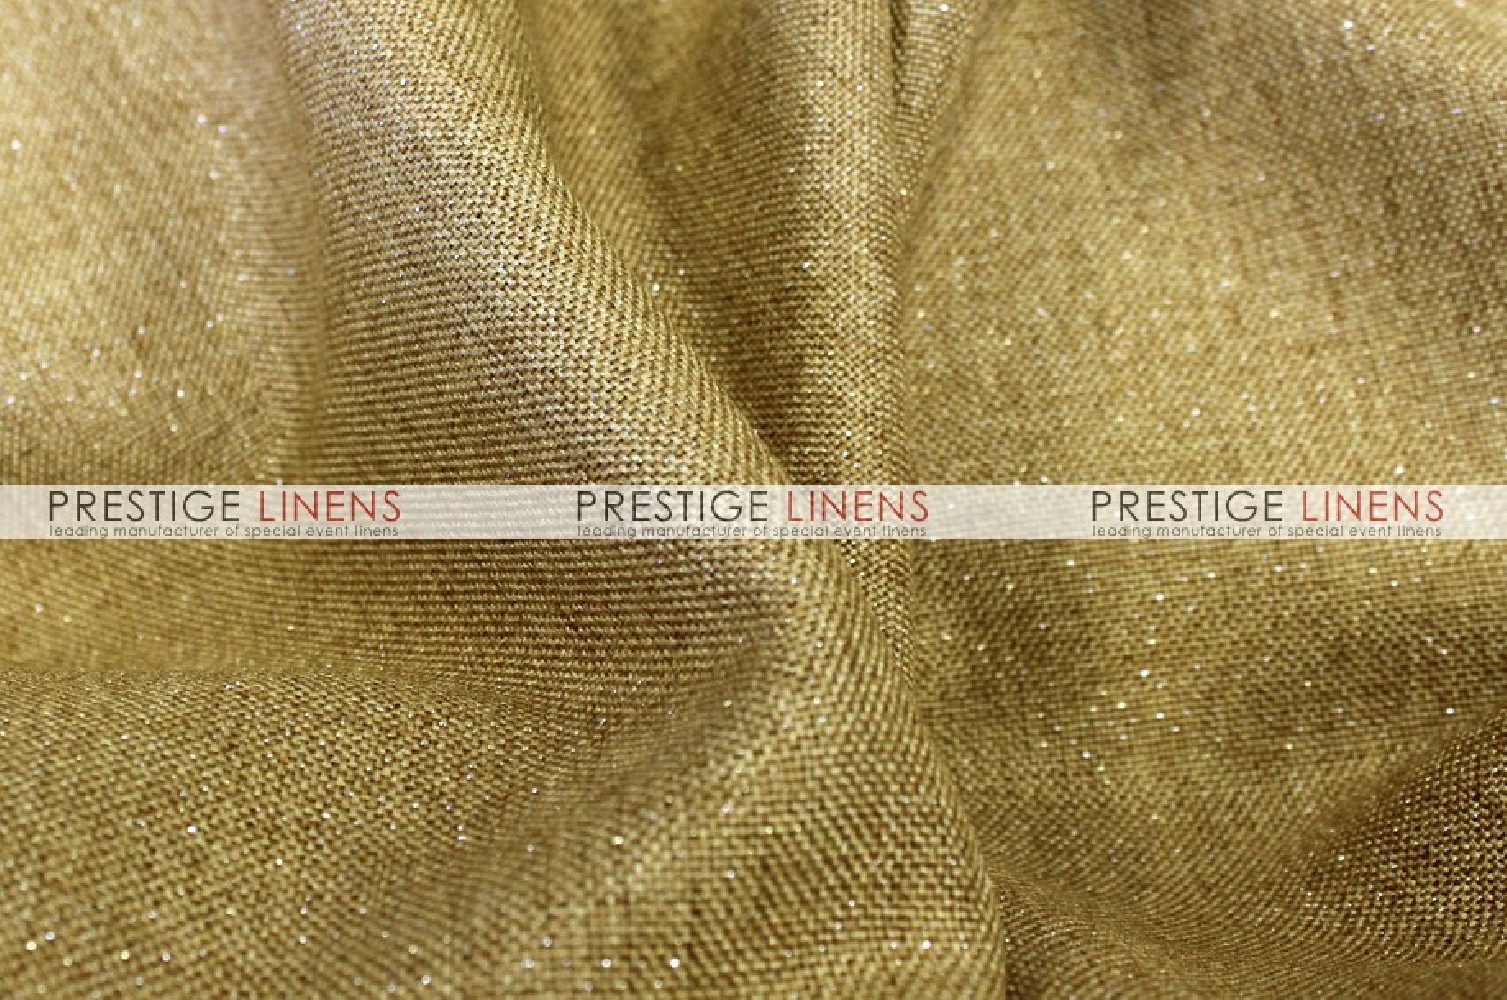 PRESTIGE LINENS PRESTIGE LINENS PRESTIGE LINENS
leading manufacturer of special event linens leading manufacturer of special event linens leading manufacturer of special event linens